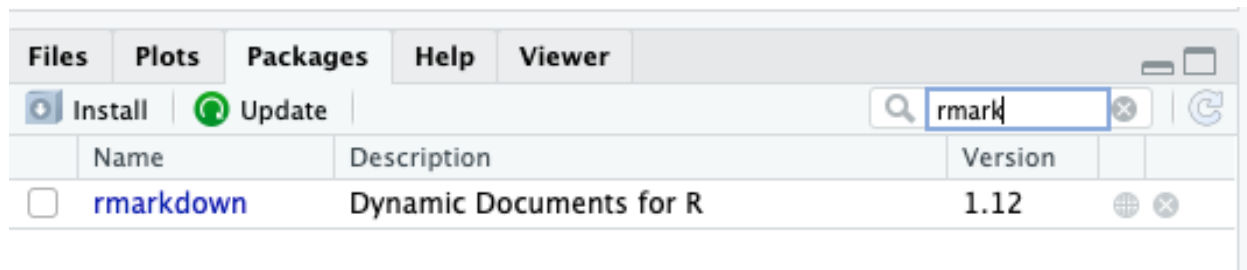 Files Plots Packages Help Viewer
Install Update rmark
Name Description Version
rmarkdown Dynamic Documents for R 1.12